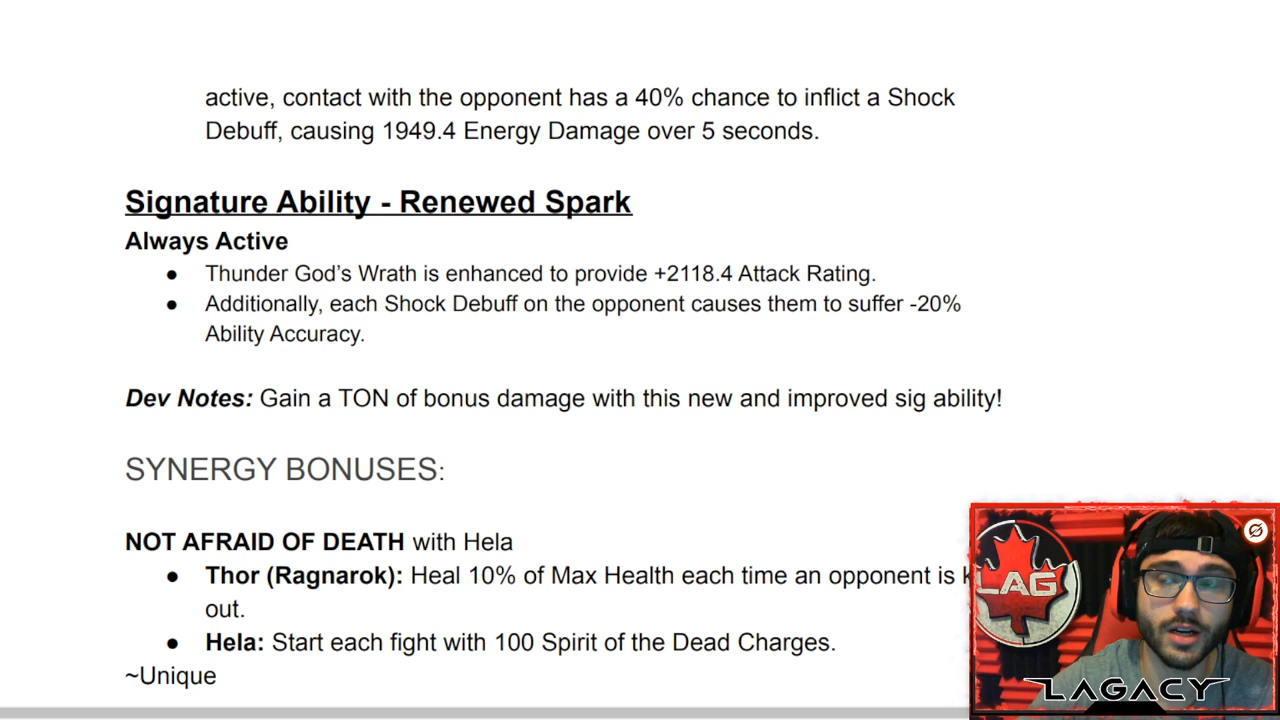 active, contact with the opponent has a 40% chance to inflict a Shock
Debuff, causing 1949.4 Energy Damage over 5 seconds.
Signature Ability - Renewed Spark
Always Active
● Thunder God’s Wrath is enhanced to provide +2118.4 Attack Rating.
● Additionally, each Shock Debuff on the opponent causes them to suffer -20%
Ability Accuracy.
Dev Notes: Gain a TON of bonus damage with this new and improved sig ability!
SYNERGY BONUSES:
NOT AFRAID OF DEATH with Hela
● Thor (Ragnarok): Heal 10% of Max Health each time an opponent is
out.
● Hela: Start each fight with 100 Spirit of the Dead Charges.
~Unique
LAG
LAGACY